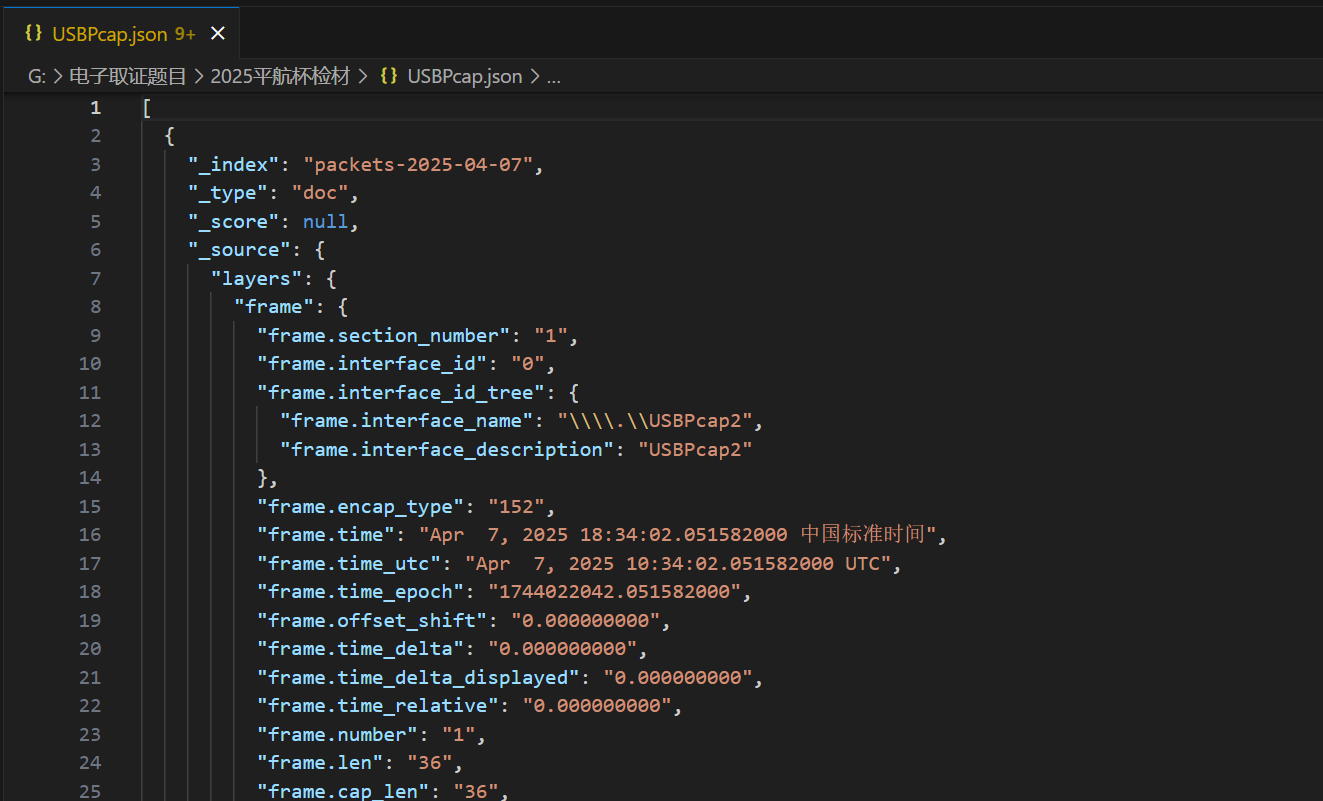 {} USBPcap.json 9+ ×
G: > 电子取证题目 > 2025平航杯检材 > {} USBPcap.json > ...
1 [
2 {
3 "_index": "packets-2025-04-07",
4 "_type": "doc",
5 "_score": null,
6 "_source": {
7 "layers": {
8 "frame": {
9 "frame.section_number": "1",
10 "frame.interface_id": "0",
11 "frame.interface_id_tree": {
12 "frame.interface_name": "\\\\.\\USBPcap2",
13 "frame.interface_description": "USBPcap2"
14 },
15 "frame.encap_type": "152",
16 "frame.time": "Apr  7, 2025 18:34:02.051582000 中国标准时间",
17 "frame.time_utc": "Apr  7, 2025 10:34:02.051582000 UTC",
18 "frame.time_epoch": "1744022042.051582000",
19 "frame.offset_shift": "0.000000000",
20 "frame.time_delta": "0.000000000",
21 "frame.time_delta_displayed": "0.000000000",
22 "frame.time_relative": "0.000000000",
23 "frame.number": "1",
24 "frame.len": "36",
25 "frame.cap_len": "36",